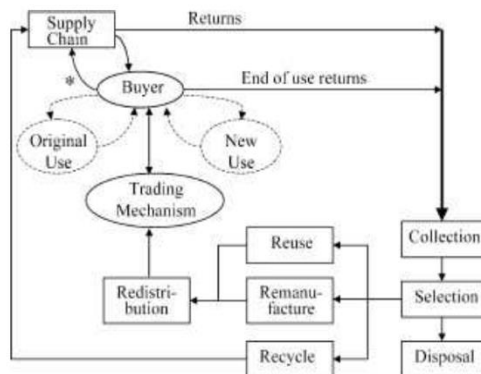 Supply
Chain
Returns
*
Buyer
End of use returns
Original
Use
New
Use
Trading
Mechanism
Collection
Reuse
Redistri-
bution
Remanu-
facture
Selection
Recycle
Disposal